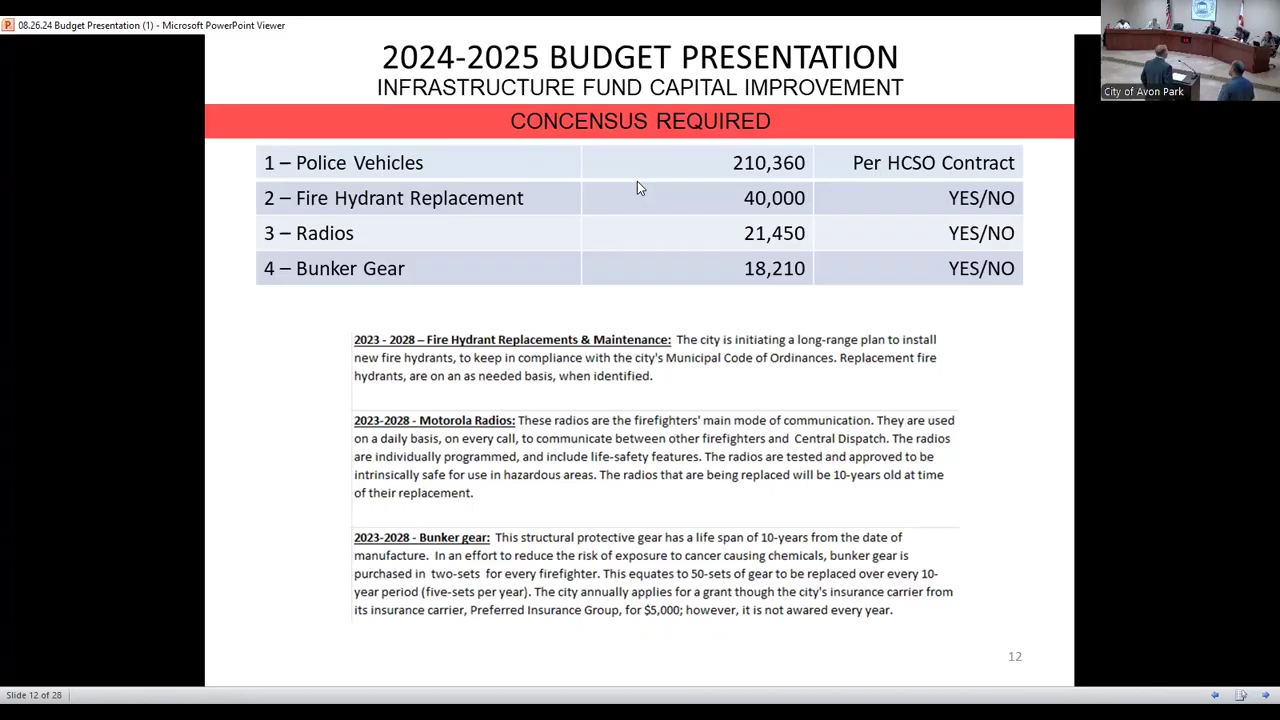 08.26.24 Budget Presentation (1) - Microsoft PowerPoint Viewer
City of Avon Park
2024-2025 BUDGET PRESENTATION
INFRASTRUCTURE FUND CAPITAL IMPROVEMENT
CONCENSUS REQUIRED
1 – Police Vehicles 210,360 Per HCSO Contract
2 – Fire Hydrant Replacement 40,000 YES/NO
3 – Radios 21,450 YES/NO
4 – Bunker Gear 18,210 YES/NO
2023 - 2028 – Fire Hydrant Replacements & Maintenance: The city is initiating a long-range plan to install
new fire hydrants, to keep in compliance with the city's Municipal Code of Ordinances. Replacement fire
hydrants, are on an as needed basis, when identified.
2023-2028 - Motorola Radios: These radios are the firefighters' main mode of communication. They are used
on a daily basis, on every call, to communicate between other firefighters and Central Dispatch. The radios
are individually programmed, and include life-safety features. The radios are tested and approved to be
intrinsically safe for use in hazardous areas. The radios that are being replaced will be 10-years old at time
of their replacement.
2023-2028 - Bunker gear: This structural protective gear has a life span of 10-years from the date of
manufacture. In an effort to reduce the risk of exposure to cancer causing chemicals, bunker gear is
purchased in two-sets for every firefighter. This equates to 50-sets of gear to be replaced over every 10-
year period (five-sets per year). The city annually applies for a grant though the city's insurance carrier from
its insurance carrier, Preferred Insurance Group, for $5,000; however, it is not awared every year.
12
Slide 12 of 28